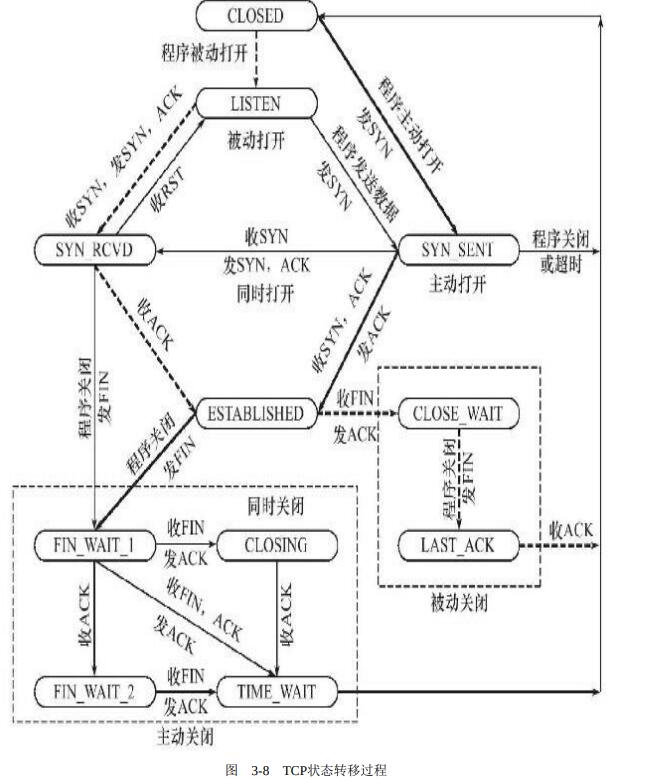 CLOSED
程序被动打开
LISTEN
被动打开
收SYN，发SYN，ACK
收RST
程序发送数据
发SYN
程序主动打开
发SYN
SYN_RCVD
收SYN
发SYN，ACK
同时打开
SYN_SENT
主动打开
程序关闭
或超时
收ACK
收SYN，ACK
发ACK
程序关闭
发FIN
ESTABLISHED
收FIN
发ACK
CLOSE_WAIT
程序关闭
发FIN
程序关闭
发FIN
LAST_ACK
收ACK
被动关闭
同时关闭
FIN_WAIT_1
收FIN
发ACK
CLOSING
收ACK
收FIN，ACK
发ACK
收ACK
FIN_WAIT_2
收FIN
发ACK
TIME_WAIT
主动关闭
图 3-8 TCP状态转移过程